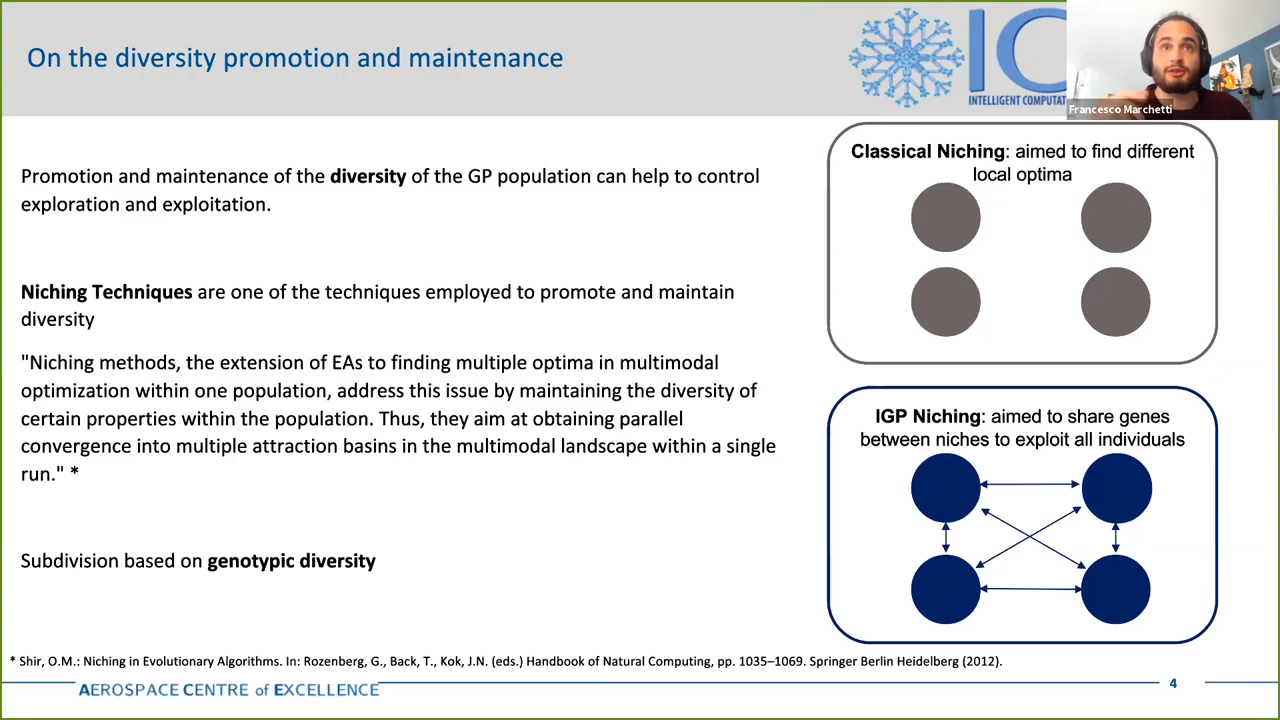 On the diversity promotion and maintenance
IC
INTELLIGENT COMPUTAT
Francesco Marchetti
Promotion and maintenance of the diversity of the GP population can help to control
exploration and exploitation.
Niching Techniques are one of the techniques employed to promote and maintain
diversity
"Niching methods, the extension of EAs to finding multiple optima in multimodal
optimization within one population, address this issue by maintaining the diversity of
certain properties within the population. Thus, they aim at obtaining parallel
convergence into multiple attraction basins in the multimodal landscape within a single
run." *
Subdivision based on genotypic diversity
Classical Niching: aimed to find different
local optima
IGP Niching: aimed to share genes
between niches to exploit all individuals
* Shir, O.M.: Niching in Evolutionary Algorithms. In: Rozenberg, G., Back, T., Kok, J.N. (eds.) Handbook of Natural Computing, pp. 1035–1069. Springer Berlin Heidelberg (2012).
AEROSPACE CENTRE of EXCELLENCE
4